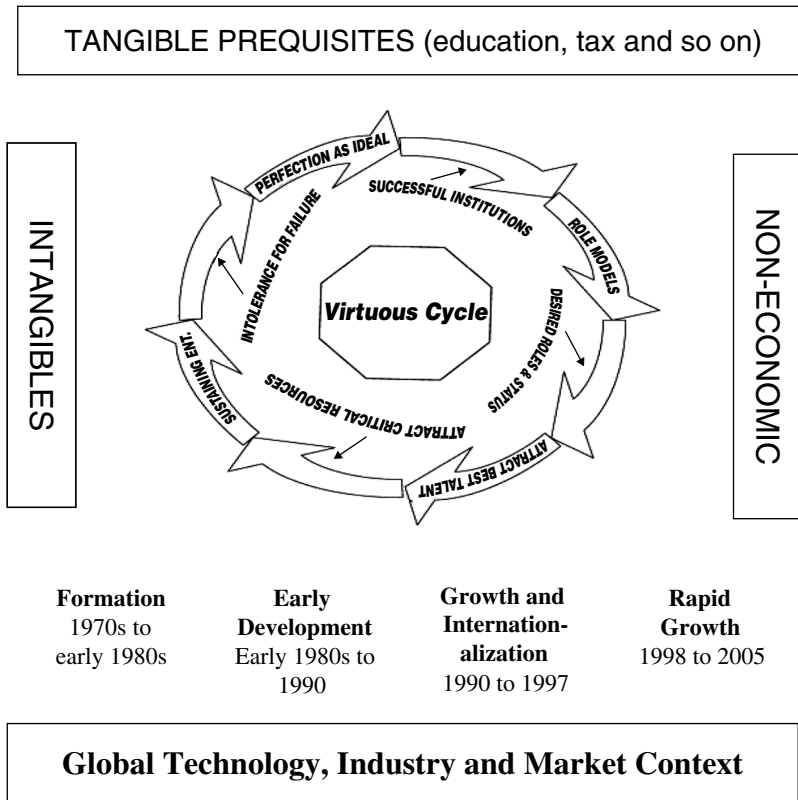 TANGIBLE PREQUISITES (education, tax and so on)
INTANGIBLES
NON-ECONOMIC
PERFECTION AS IDEAL
SUCCESSFUL INSTITUTIONS
ROLE MODELS
DESIRED ROLES & STATUS
ATTRACT BEST TALENT
ATTRACT CRITICAL RESOURCES
SUSTAINING ENT.
INTOLERANCE FOR FAILURE
Virtuous Cycle
Formation
1970s to
early 1980s
Early
Development
Early 1980s to
1990
Growth and
Internation-
alization
1990 to 1997
Rapid
Growth
1998 to 2005
Global Technology, Industry and Market Context